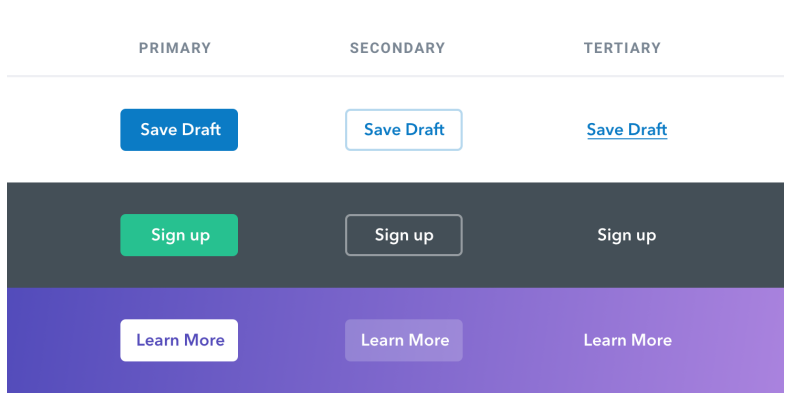 PRIMARY SECONDARY TERTIARY
Save Draft Save Draft Save Draft
Sign up Sign up Sign up
Learn More Learn More Learn More